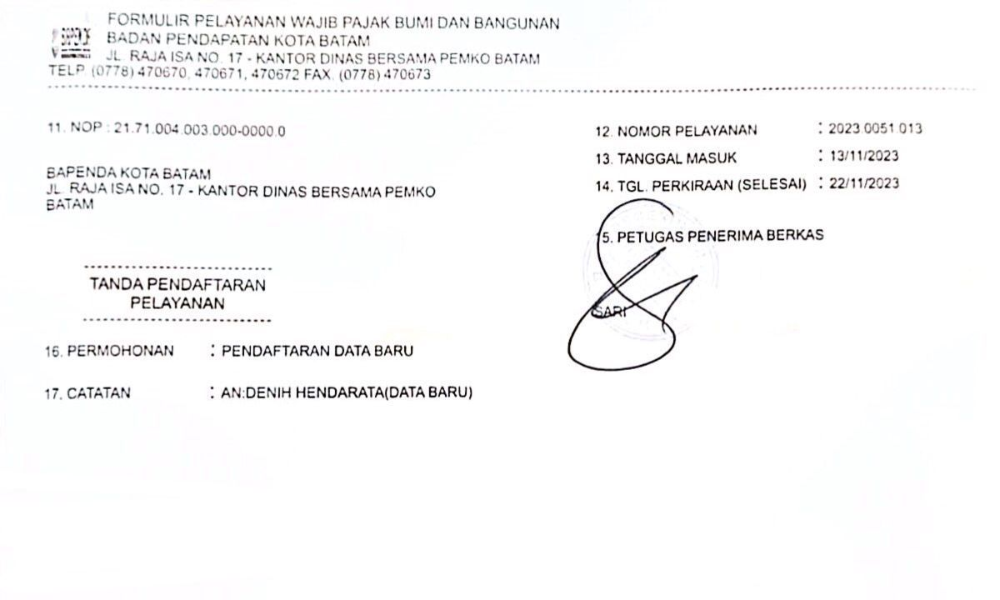 FORMULIR PELAYANAN WAJIB PAJAK BUMI DAN BANGUNAN
BADAN PENDAPATAN KOTA BATAM
JL. RAJA ISA NO. 17 - KANTOR DINAS BERSAMA PEMKO BATAM
TELP. (0778) 470670, 470671, 470672 FAX. (0778) 470673
11. NOP : 21.71.004.003.000-0000.0
12. NOMOR PELAYANAN : 2023.0051.013
13. TANGGAL MASUK : 13/11/2023
14. TGL. PERKIRAAN (SELESAI) : 22/11/2023
BAPENDA KOTA BATAM
JL. RAJA ISA NO. 17 - KANTOR DINAS BERSAMA PEMKO
BATAM
15. PETUGAS PENERIMA BERKAS
SARI
TANDA PENDAFTARAN
PELAYANAN
16. PERMOHONAN : PENDAFTARAN DATA BARU
17. CATATAN : AN:DENIH HENDARATA(DATA BARU)